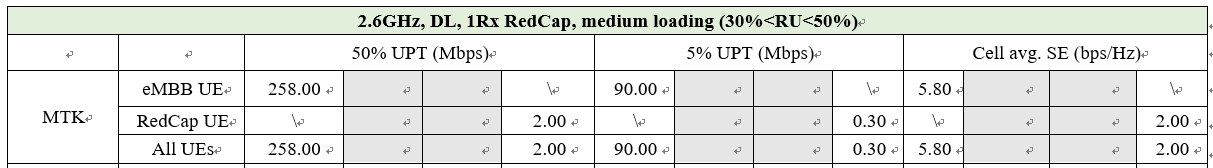 2.6GHz, DL, 1Rx RedCap, medium loading (30%<RU<50%)
50% UPT (Mbps) 5% UPT (Mbps) Cell avg. SE (bps/Hz)
MTK
eMBB UE 258.00 \ 90.00 \ 5.80 \
RedCap UE \ 2.00 \ 0.30 \ 2.00
All UEs 258.00 2.00 90.00 0.30 5.80 2.00